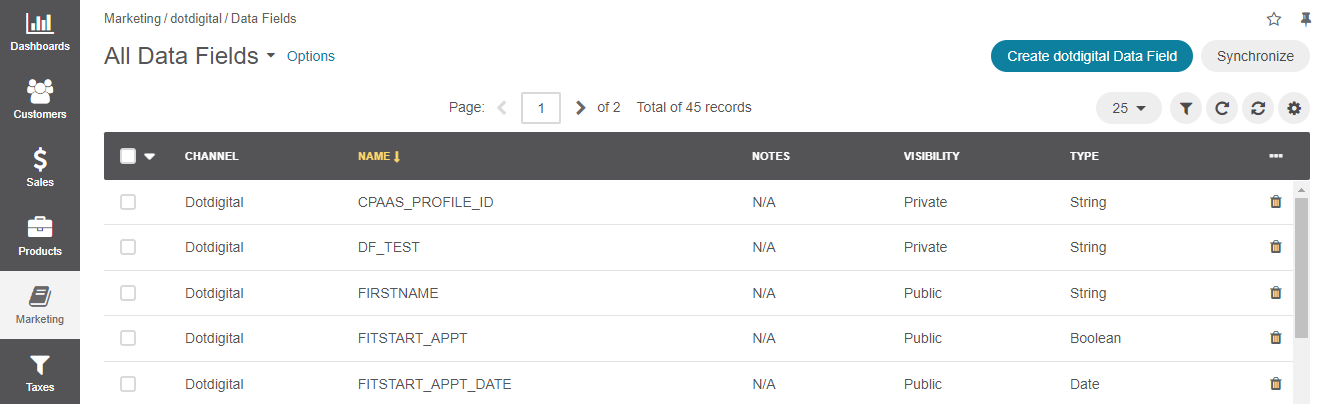 Dashboards
Customers
Sales
Products
Marketing
Taxes
Marketing / dotdigital / Data Fields
All Data Fields Options
Create dotdigital Data Field
Synchronize
Page: 1 of 2 Total of 45 records
25
CHANNEL NAME NOTES VISIBILITY TYPE
Dotdigital CPAAS_PROFILE_ID N/A Private String
Dotdigital DF_TEST N/A Private String
Dotdigital FIRSTNAME N/A Public String
Dotdigital FITSTART_APPT N/A Public Boolean
Dotdigital FITSTART_APPT_DATE N/A Public Date